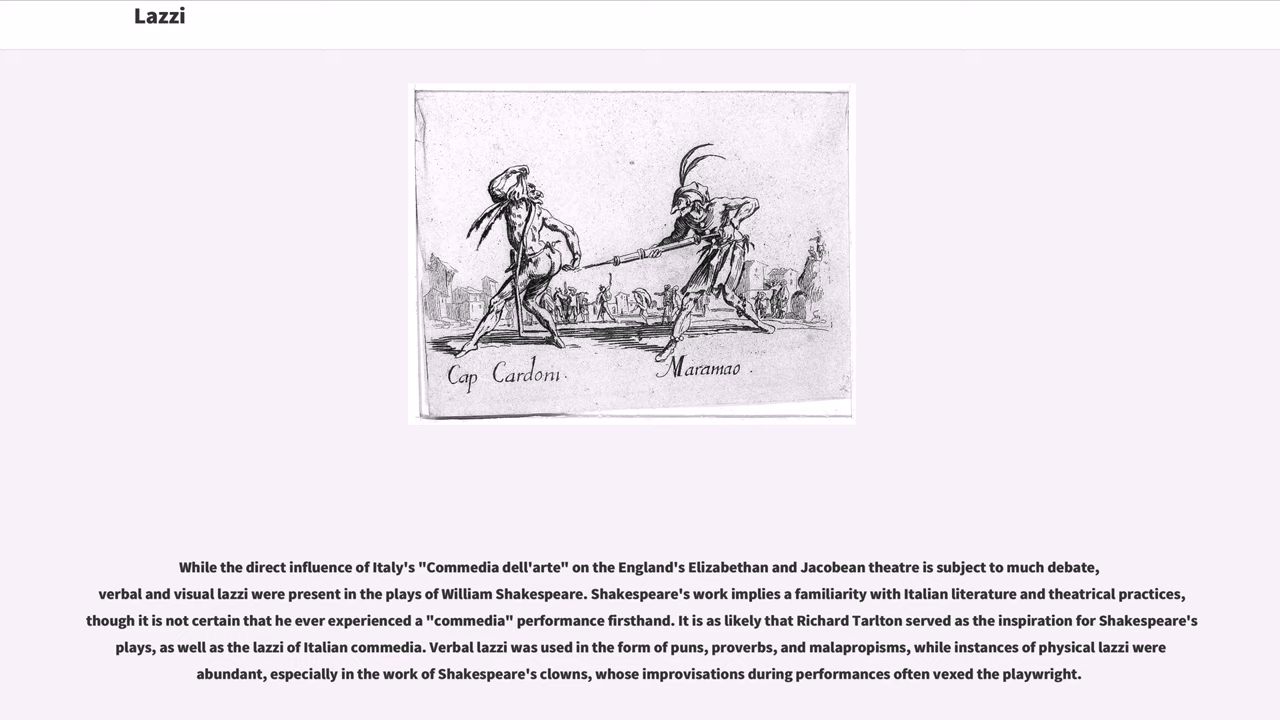 Lazzi
Cap Cardoni.
Maramao.
While the direct influence of Italy's "Commedia dell'arte" on the England's Elizabethan and Jacobean theatre is subject to much debate,
verbal and visual lazzi were present in the plays of William Shakespeare. Shakespeare's work implies a familiarity with Italian literature and theatrical practices,
though it is not certain that he ever experienced a "commedia" performance firsthand. It is as likely that Richard Tarlton served as the inspiration for Shakespeare's
plays, as well as the lazzi of Italian commedia. Verbal lazzi was used in the form of puns, proverbs, and malapropisms, while instances of physical lazzi were
abundant, especially in the work of Shakespeare's clowns, whose improvisations during performances often vexed the playwright.